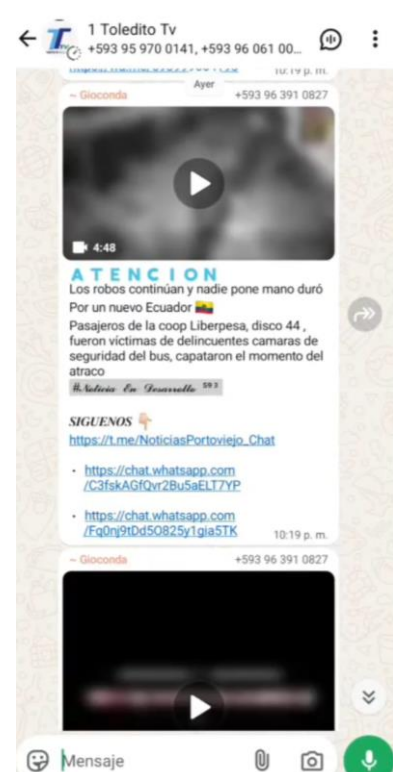 1 Toledito Tv
+593 95 970 0141, +593 96 061 00...
10:19 p. m.
Ayer
~ Gioconda +593 96 391 0827
4:48
ATENCION
Los robos continúan y nadie pone mano duró
Por un nuevo Ecuador 🇪🇨
Pasajeros de la coop Liberpesa, disco 44 ,
fueron víctimas de delincuentes camaras de
seguridad del bus, capataron el momento del
atraco
#Noticia En Desarrollo 593
SIGUENOS 👇🏻
https://t.me/NoticiasPortoviejo_Chat
• https://chat.whatsapp.com
/C3fskAGfQvr2Bu5aELT7YP
• https://chat.whatsapp.com
/Fq0nj9tDd5O825y1gia5TK
10:19 p. m.
~ Gioconda +593 96 391 0827
Mensaje